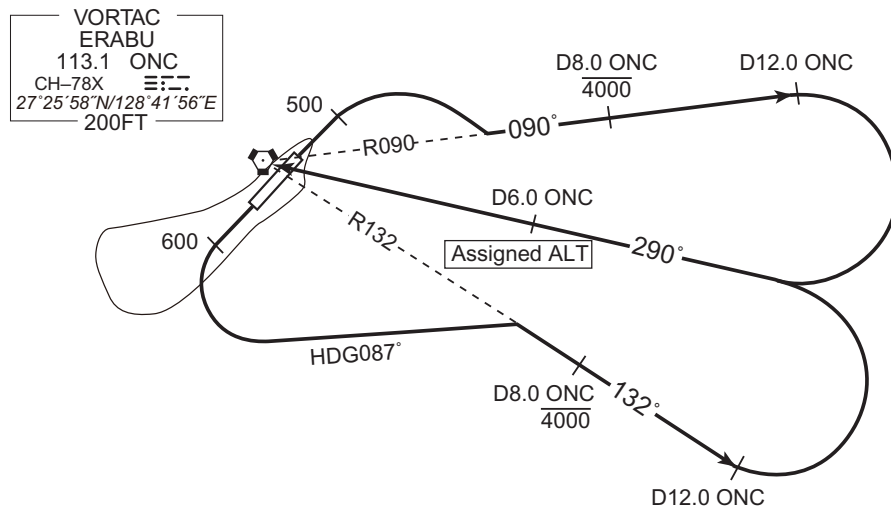 VORTAC
ERABU
113.1 ONC
CH–78X
27°25´58˝N/128°41´56˝E
200FT
500
R090
090°
D8.0 ONC
4000
D12.0 ONC
D6.0 ONC
Assigned ALT
290°
R132
600
HDG087°
D8.0 ONC
4000
132°
D12.0 ONC